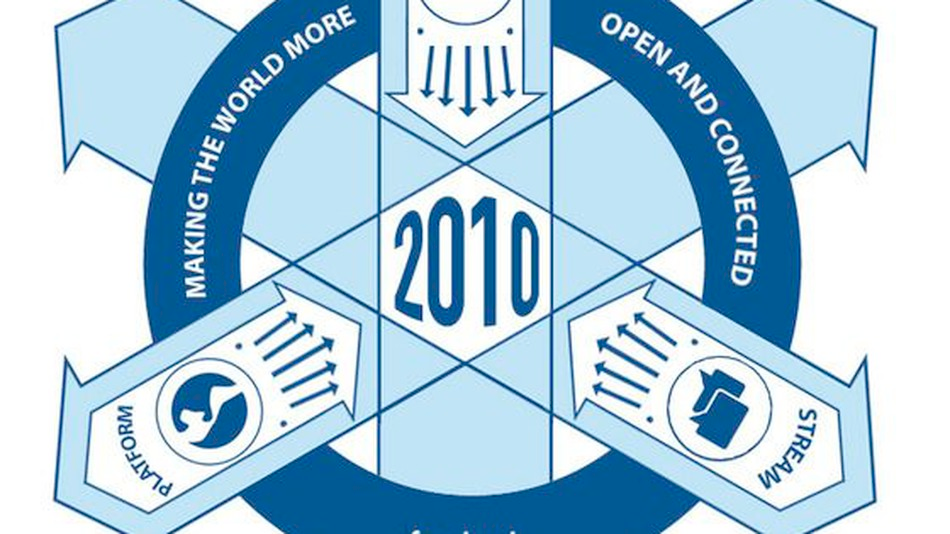 MAKING THE WORLD MORE
OPEN AND CONNECTED
2010
PLATFORM
STREAM